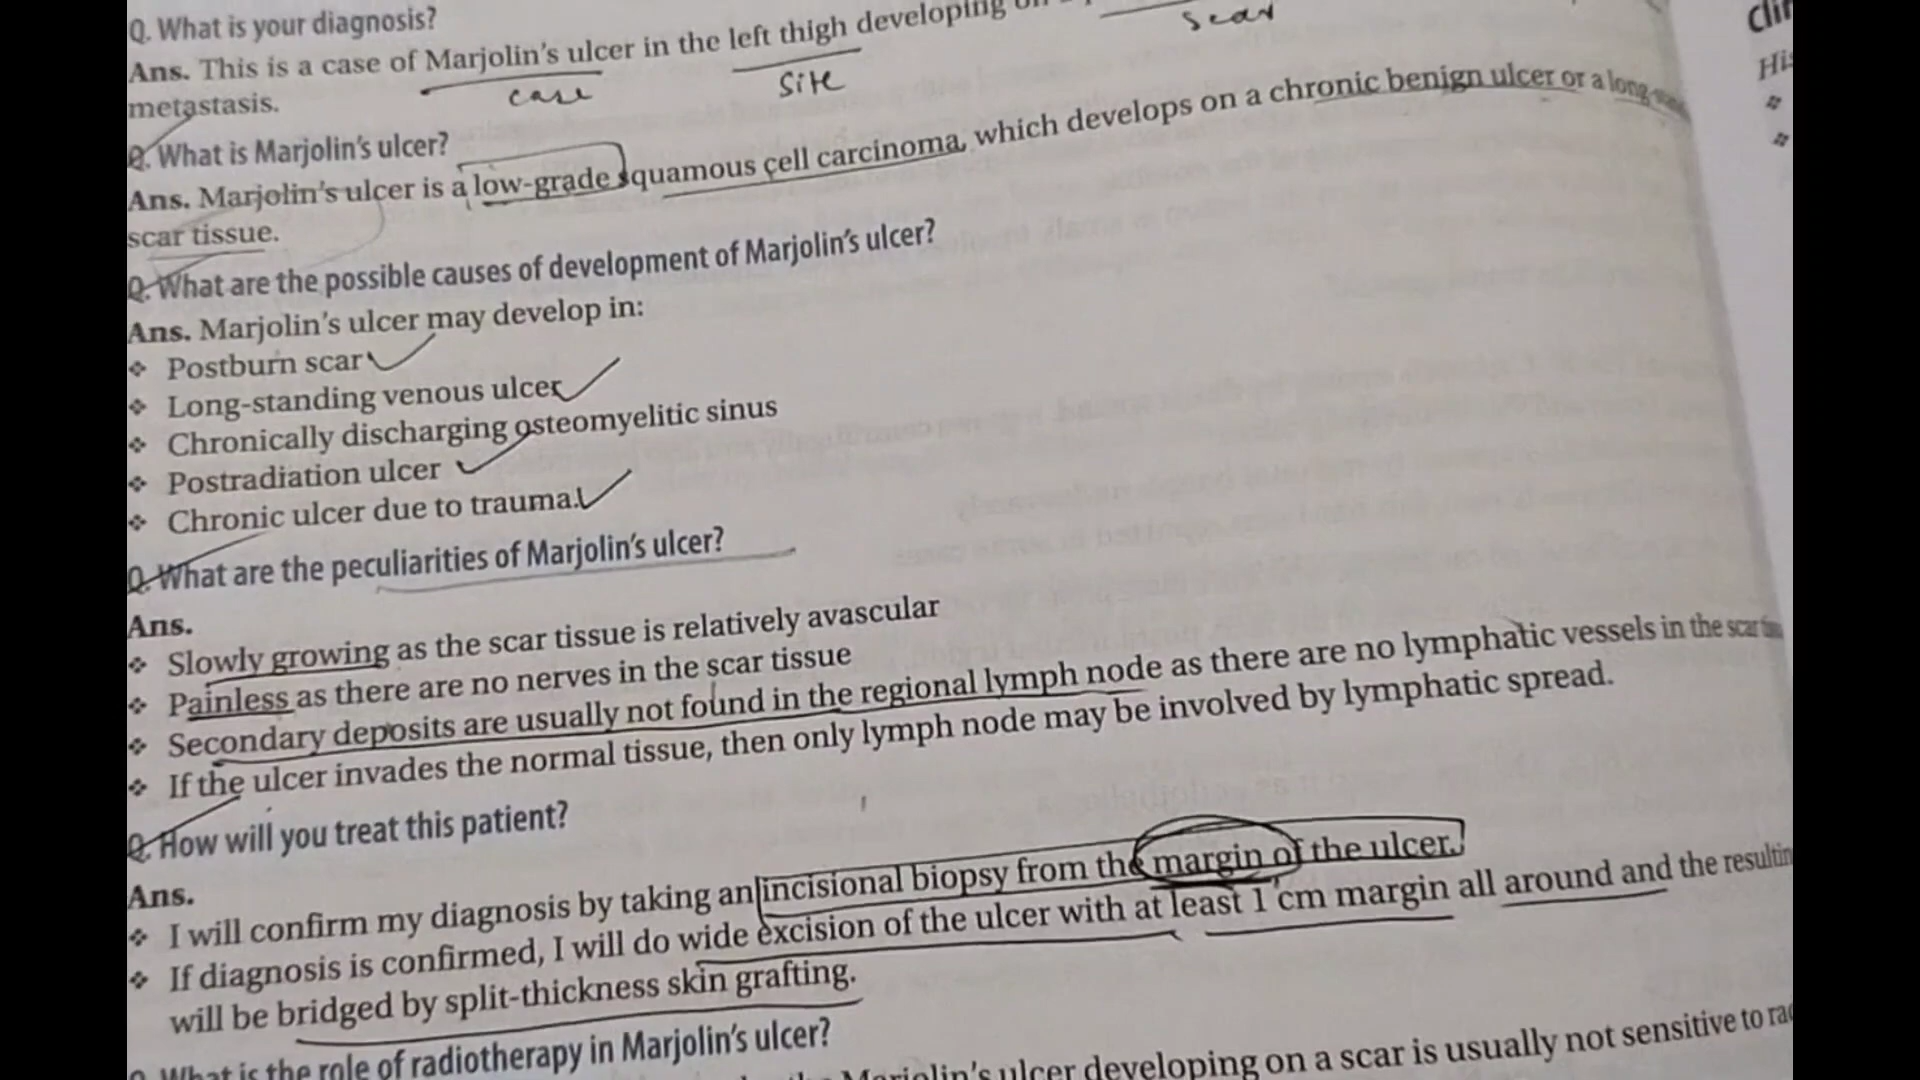 Q. What is your diagnosis?
Ans. This is a case of Marjolin's ulcer in the left thigh developing
scar
case
site
metastasis.
Q. What is Marjolin's ulcer?
Ans. Marjolin's ulcer is a low-grade squamous cell carcinoma, which develops on a chronic benign ulcer or a long
scar tissue.
Q. What are the possible causes of development of Marjolin's ulcer?
Ans. Marjolin's ulcer may develop in:
❖ Postburn scar
❖ Long-standing venous ulcer
❖ Chronically discharging osteomyelitic sinus
❖ Postradiation ulcer
❖ Chronic ulcer due to trauma.
Q. What are the peculiarities of Marjolin's ulcer?
Ans.
❖ Slowly growing as the scar tissue is relatively avascular
❖ Painless as there are no nerves in the scar tissue
❖ Secondary deposits are usually not found in the regional lymph node as there are no lymphatic vessels in the scar
❖ If the ulcer invades the normal tissue, then only lymph node may be involved by lymphatic spread.
Q. How will you treat this patient?
Ans.
❖ I will confirm my diagnosis by taking an incisional biopsy from the margin of the ulcer.
❖ If diagnosis is confirmed, I will do wide excision of the ulcer with at least 1 cm margin all around and the resultin
will be bridged by split-thickness skin grafting.
Q. What is the role of radiotherapy in Marjolin's ulcer?
Marjolin's ulcer developing on a scar is usually not sensitive to